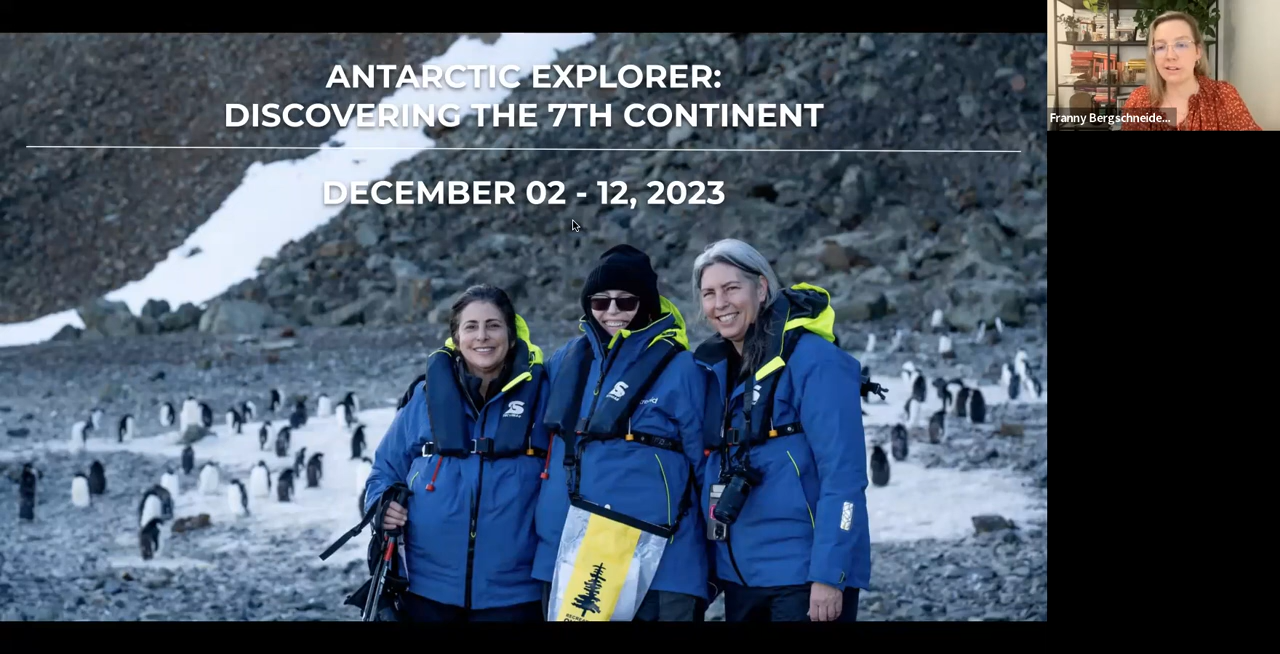 ANTARCTIC EXPLORER:
DISCOVERING THE 7TH CONTINENT
DECEMBER 02 - 12, 2023
Franny Bergschneide...